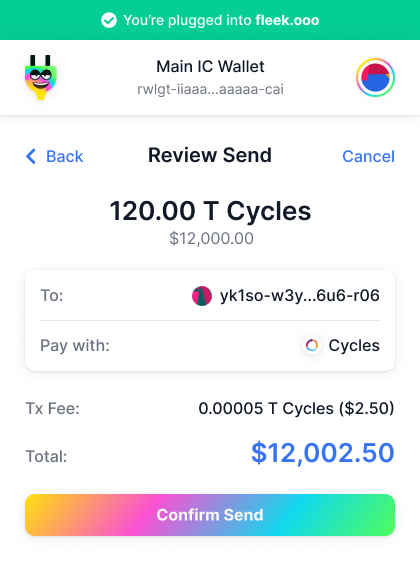 You're plugged into fleek.ooo
Main IC Wallet
rwlgt-iiaaa...aaaaa-cai
Back
Review Send
Cancel
120.00 T Cycles
$12,000.00
To: yk1so-w3y...6u6-r06
Pay with: Cycles
Tx Fee: 0.00005 T Cycles ($2.50)
Total: $12,002.50
Confirm Send